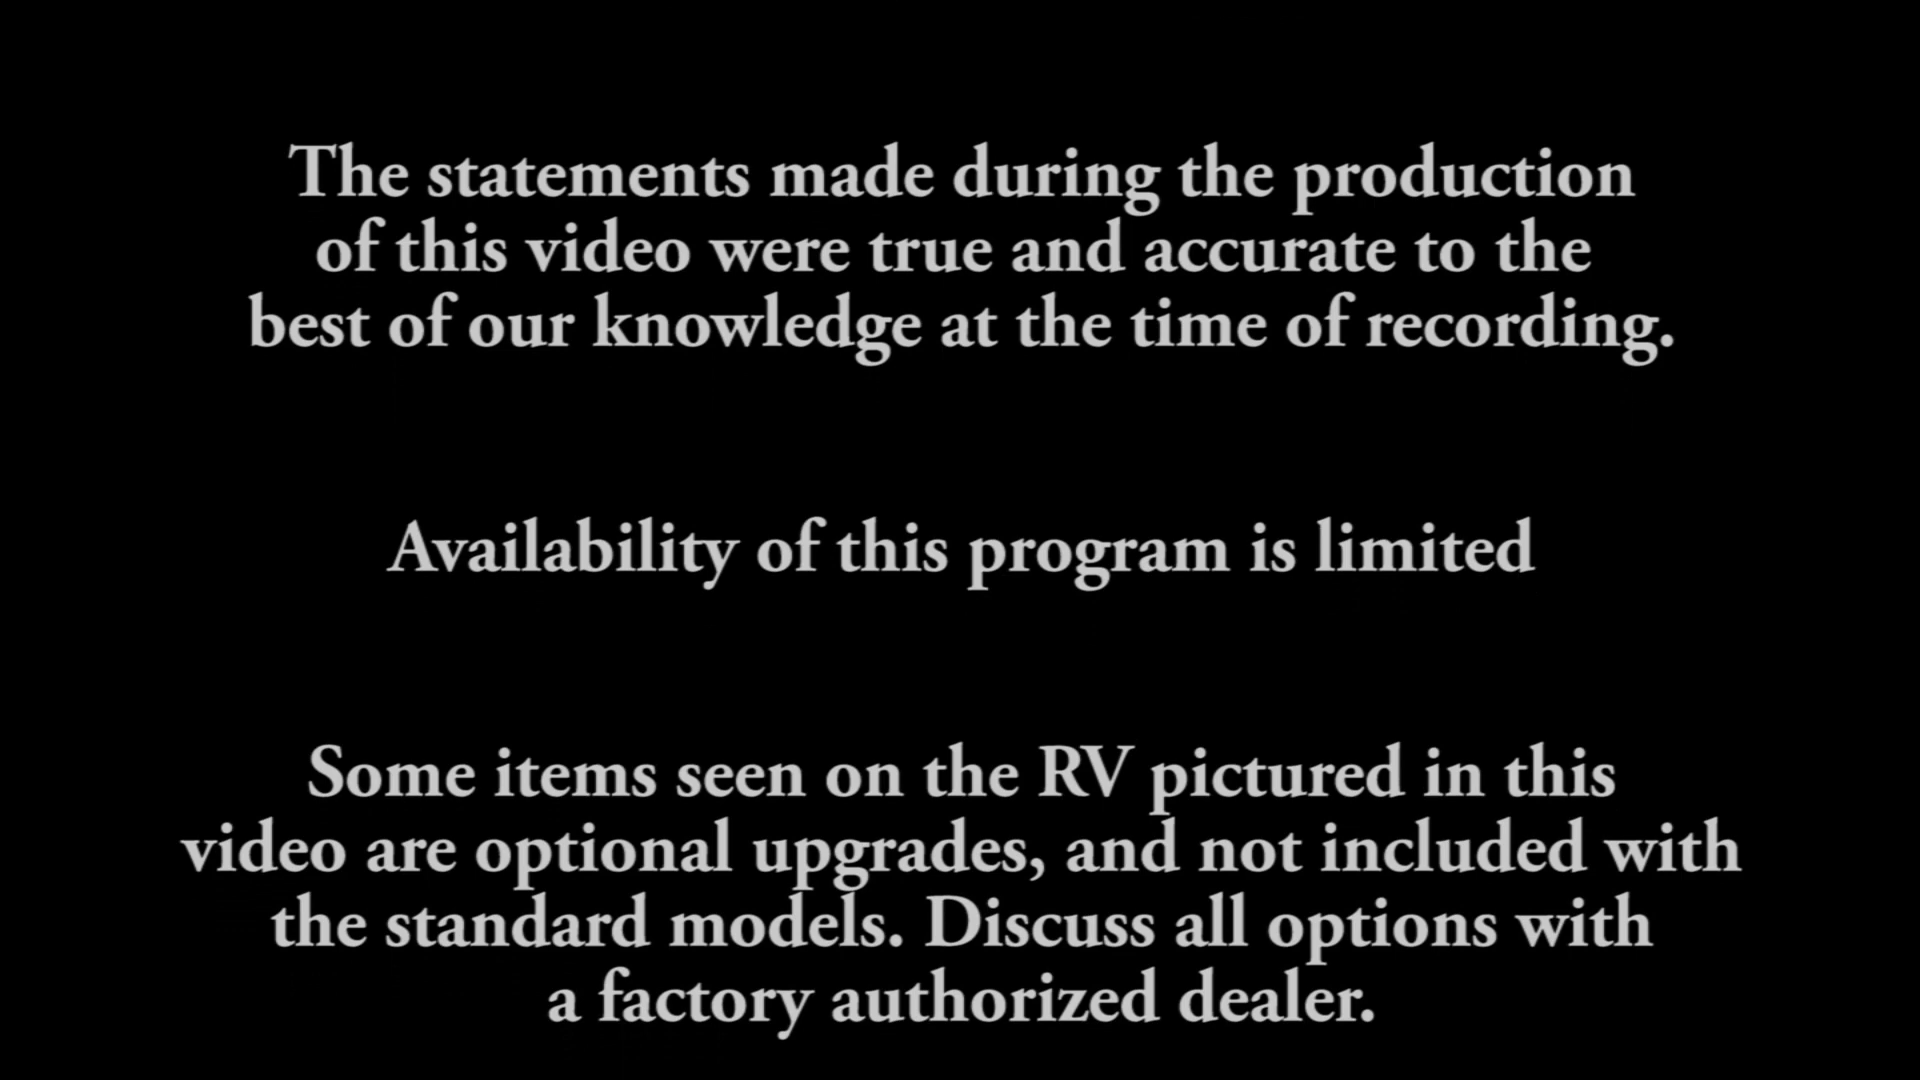 The statements made during the production
of this video were true and accurate to the
best of our knowledge at the time of recording.
Availability of this program is limited
Some items seen on the RV pictured in this
video are optional upgrades, and not included with
the standard models. Discuss all options with
a factory authorized dealer.